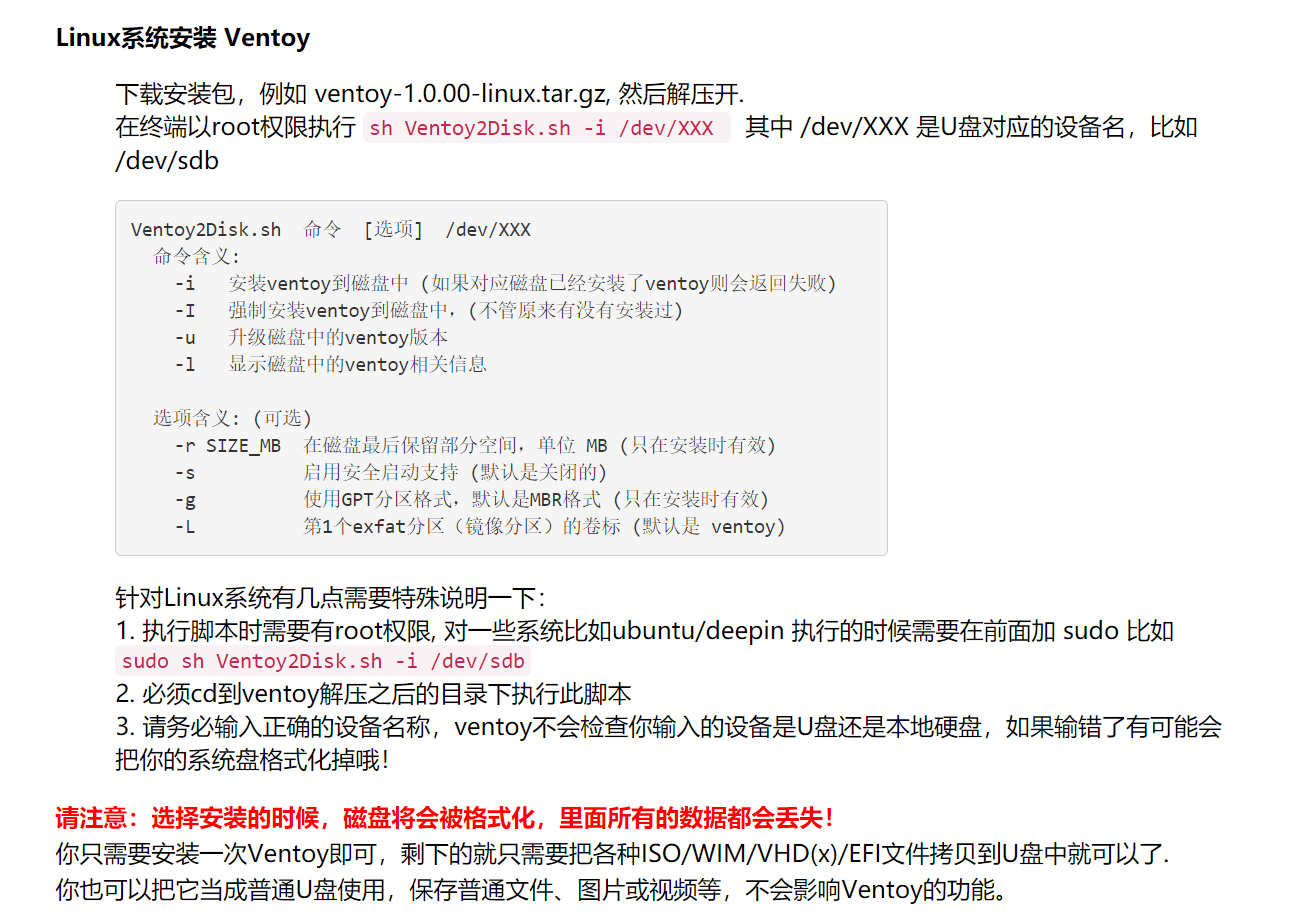 Linux系统安装 Ventoy
下载安装包，例如 ventoy-1.0.00-linux.tar.gz, 然后解压开.
在终端以root权限执行 sh Ventoy2Disk.sh -i /dev/XXX 其中 /dev/XXX 是U盘对应的设备名，比如
/dev/sdb
Ventoy2Disk.sh 命令 [选项] /dev/XXX
命令含义:
-i 安装ventoy到磁盘中 (如果对应磁盘已经安装了ventoy则会返回失败)
-I 强制安装ventoy到磁盘中，(不管原来有没有安装过)
-u 升级磁盘中的ventoy版本
-l 显示磁盘中的ventoy相关信息
选项含义: (可选)
-r SIZE_MB 在磁盘最后保留部分空间，单位 MB (只在安装时有效)
-s 启用安全启动支持 (默认是关闭的)
-g 使用GPT分区格式，默认是MBR格式 (只在安装时有效)
-L 第1个exfat分区（镜像分区）的卷标 (默认是 ventoy)
针对Linux系统有几点需要特殊说明一下：
1. 执行脚本时需要有root权限, 对一些系统比如ubuntu/deepin 执行的时候需要在前面加 sudo 比如
sudo sh Ventoy2Disk.sh -i /dev/sdb
2. 必须cd到ventoy解压之后的目录下执行此脚本
3. 请务必输入正确的设备名称，ventoy不会检查你输入的设备是U盘还是本地硬盘，如果输错了有可能会
把你的系统盘格式化掉哦！
请注意：选择安装的时候，磁盘将会被格式化，里面所有的数据都会丢失！
你只需要安装一次Ventoy即可，剩下的就只需要把各种ISO/WIM/VHD(x)/EFI文件拷贝到U盘中就可以了.
你也可以把它当成普通U盘使用，保存普通文件、图片或视频等，不会影响Ventoy的功能。